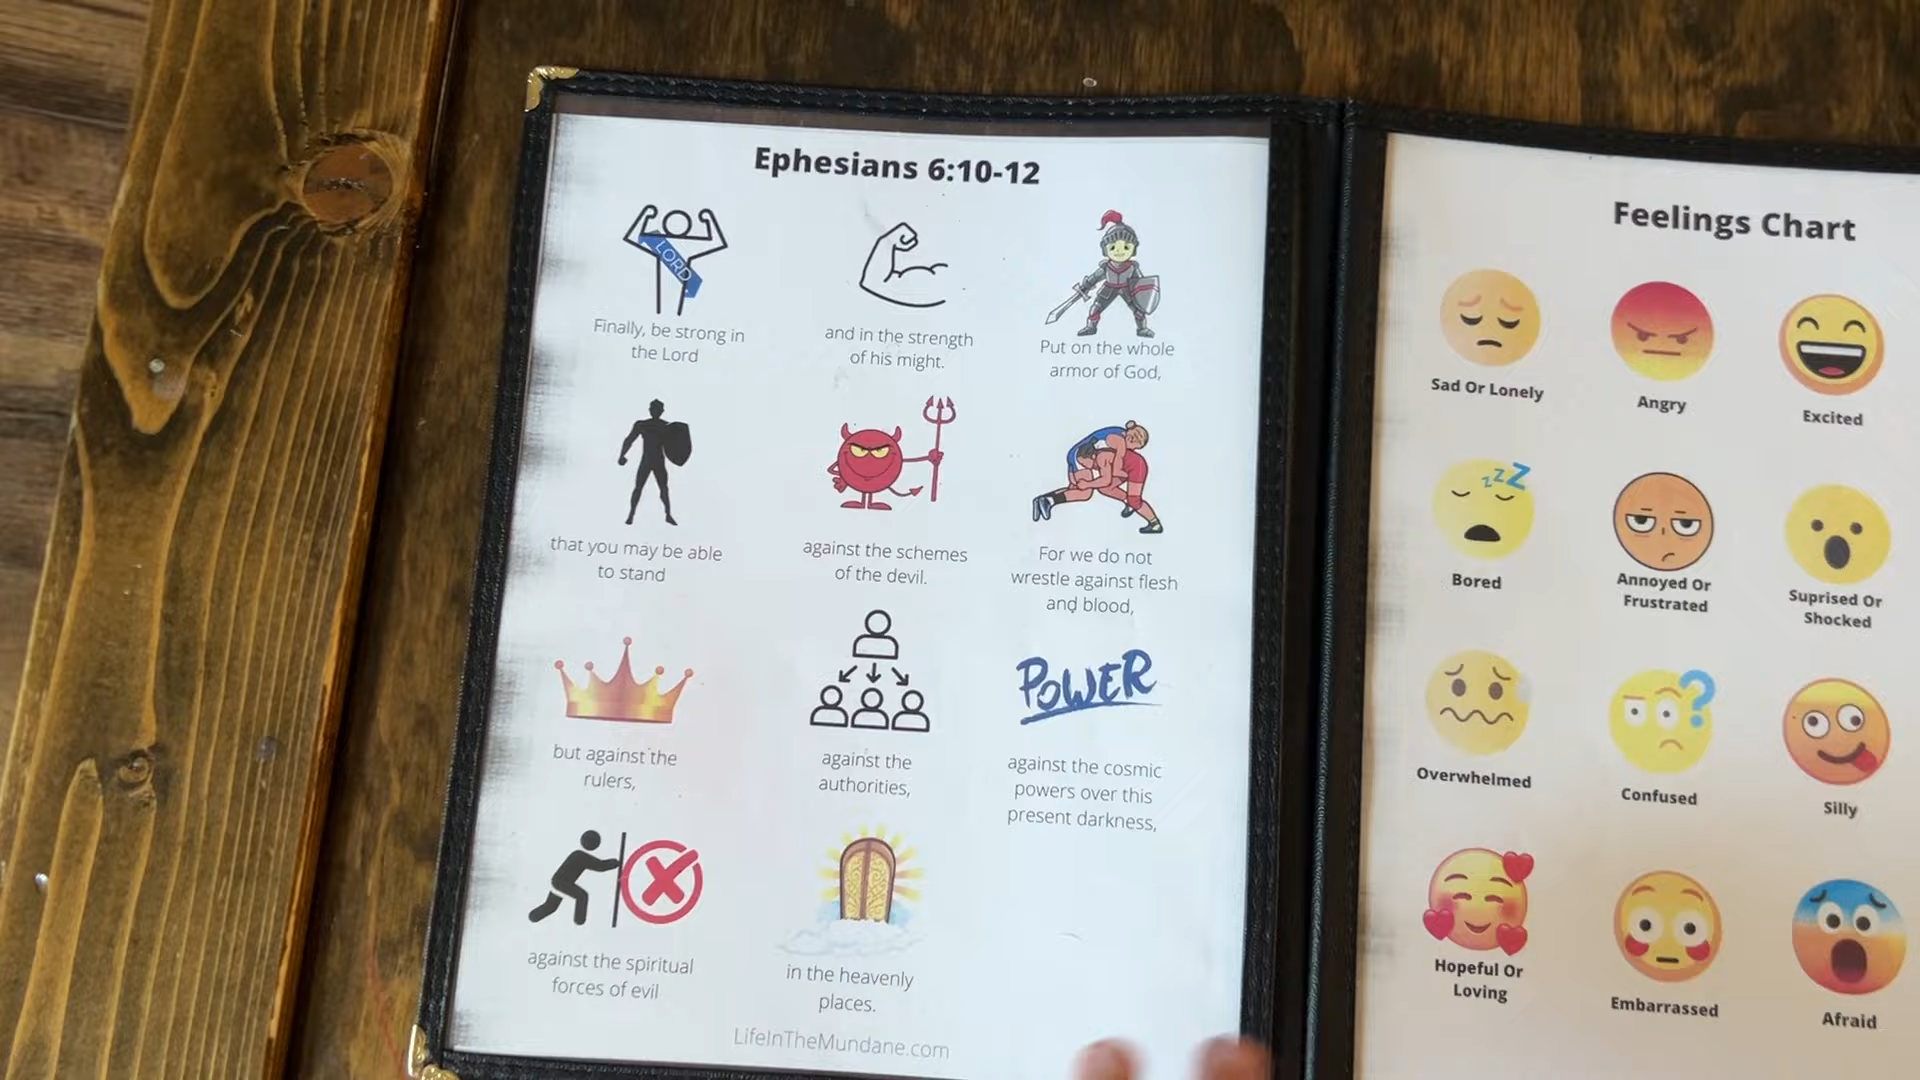 Ephesians 6:10-12
LORD
Finally, be strong in
the Lord
and in the strength
of his might.
Put on the whole
armor of God,
that you may be able
to stand
against the schemes
of the devil.
For we do not
wrestle against flesh
and blood,
but against the
rulers,
against the
authorities,
POWER
against the cosmic
powers over this
present darkness,
against the spiritual
forces of evil
in the heavenly
places.
LifeInTheMundane.com
Feelings Chart
Sad Or Lonely
Angry
Excited
zzZ
Bored
Annoyed Or
Frustrated
Suprised Or
Shocked
Overwhelmed
?
Confused
Silly
Hopeful Or
Loving
Embarrassed
Afraid